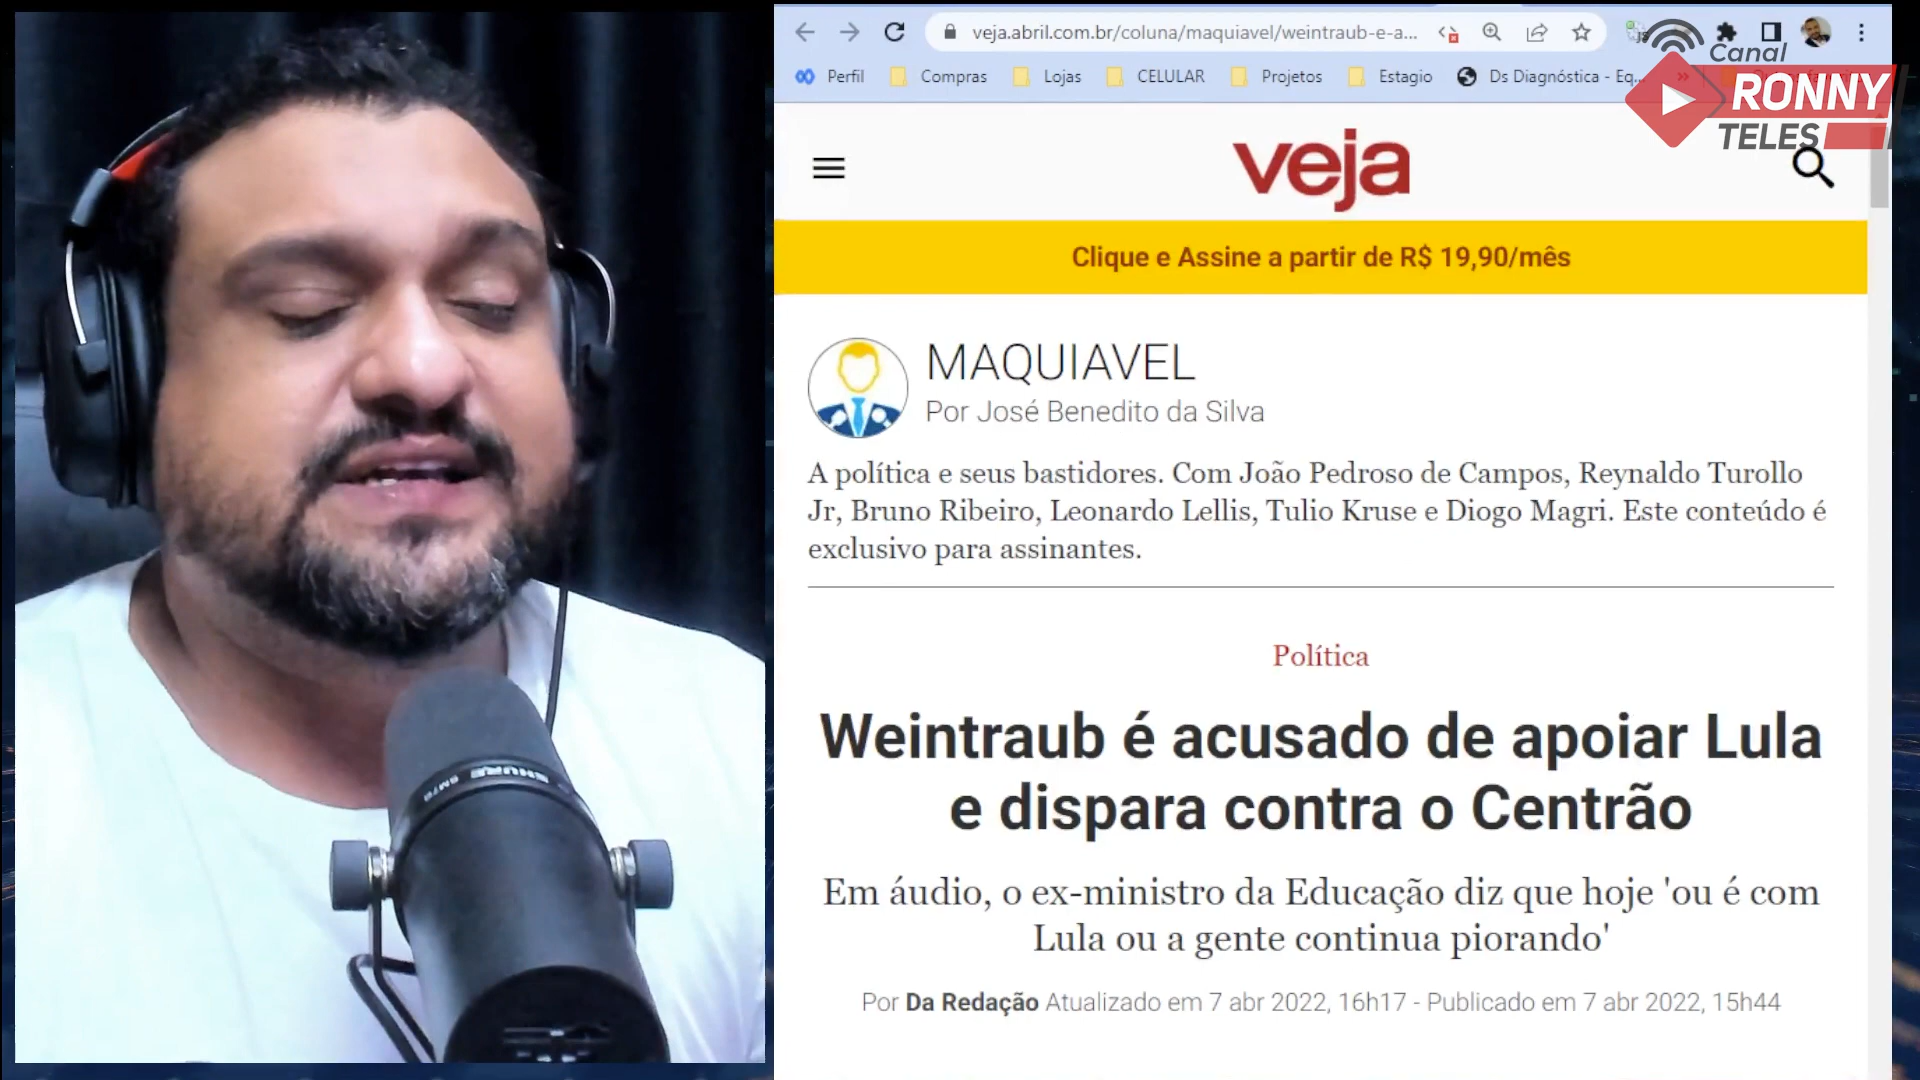 veja.abril.com.br/coluna/maquiavel/weintraub-e-a...
Perfil Compras Lojas CELULAR Projetos Estagio Ds Diagnóstica - Eq...
Canal
RONNY
TELES
veja
Clique e Assine a partir de R$ 19,90/mês
MAQUIAVEL
Por José Benedito da Silva
A política e seus bastidores. Com João Pedroso de Campos, Reynaldo Turollo
Jr, Bruno Ribeiro, Leonardo Lellis, Tulio Kruse e Diogo Magri. Este conteúdo é
exclusivo para assinantes.
Política
Weintraub é acusado de apoiar Lula
e dispara contra o Centrão
Em áudio, o ex-ministro da Educação diz que hoje 'ou é com
Lula ou a gente continua piorando'
Por Da Redação Atualizado em 7 abr 2022, 16h17 - Publicado em 7 abr 2022, 15h44
SHURE SM7B